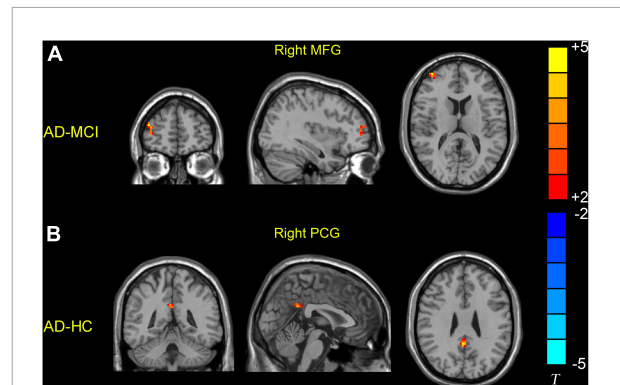 A
Right MFG
AD-MCI
+5
+2
-2
B
Right PCG
AD-HC
-5
T